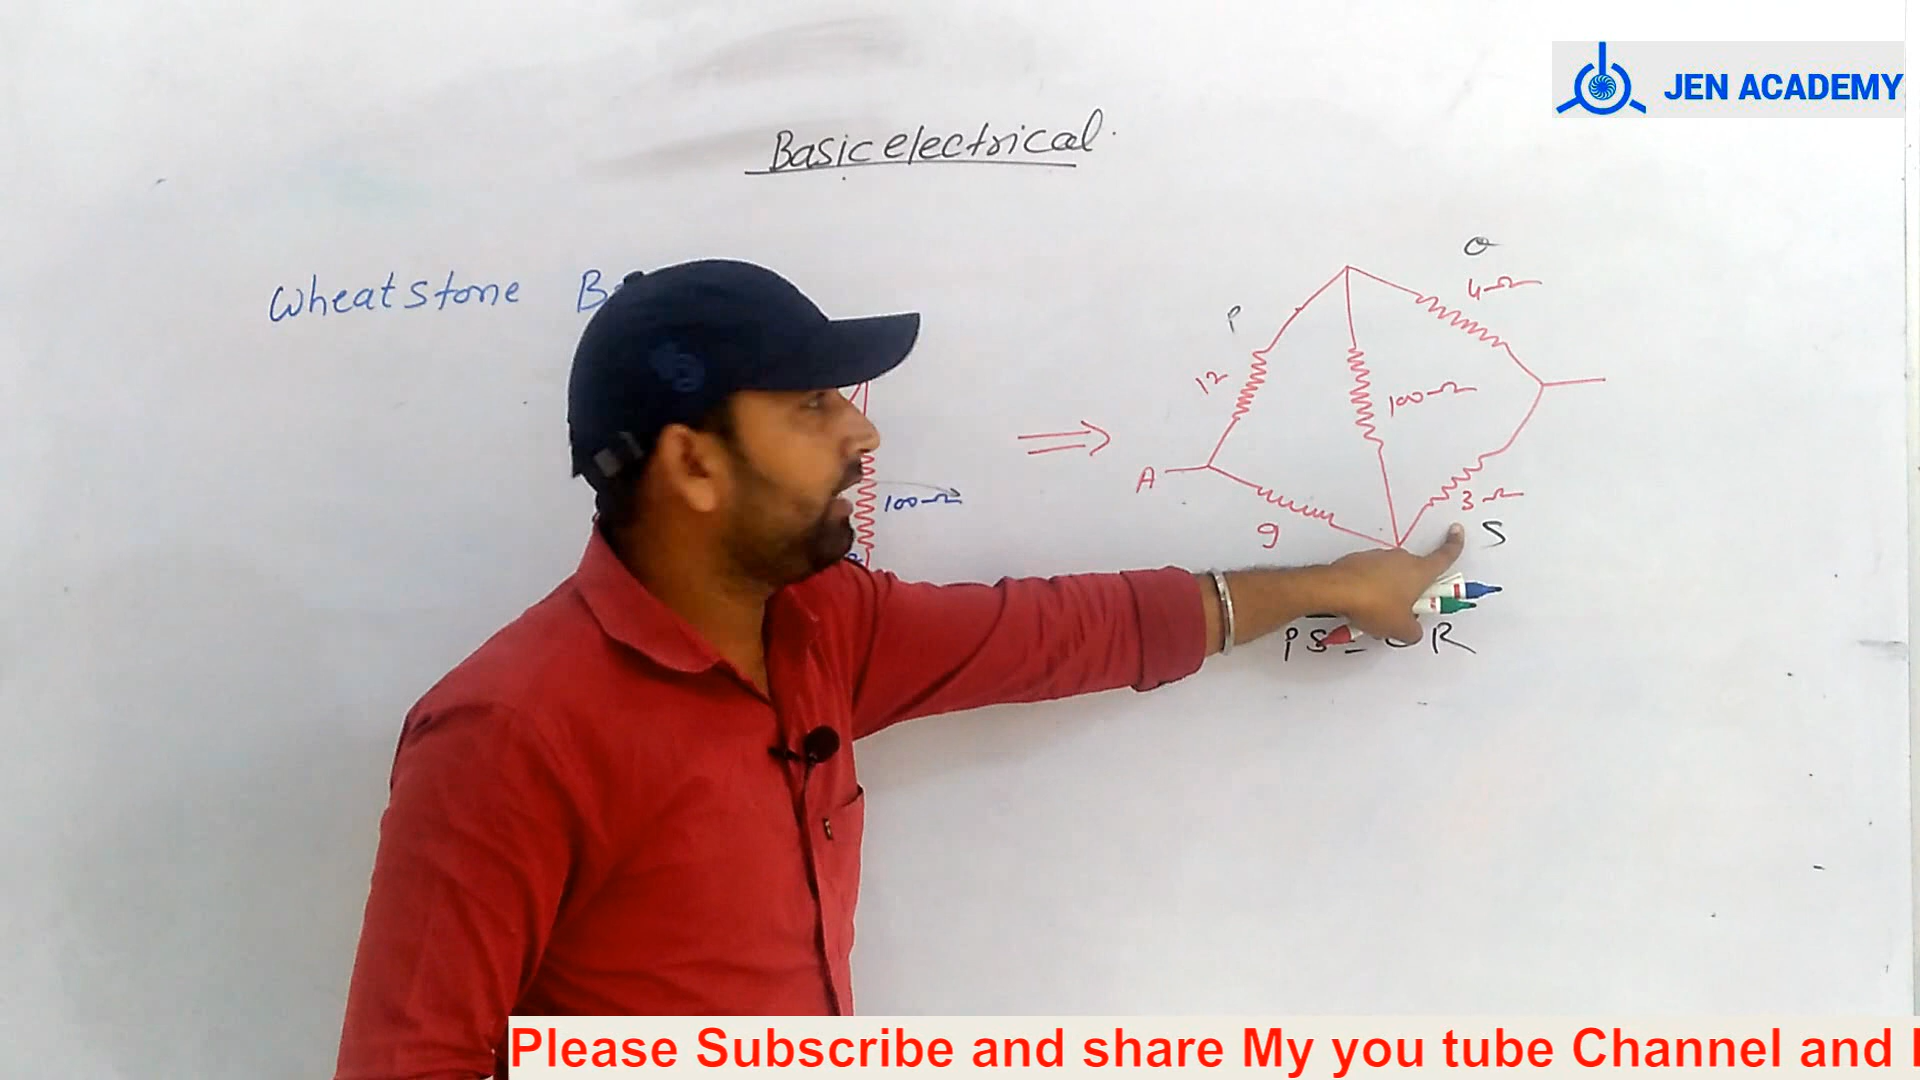 JEN ACADEMY
Basic electrical
Wheatstone
Q
4Ω
P
12
100Ω
A
100Ω
3Ω
9
S
PS = R
Please Subscribe and share My you tube Channel and